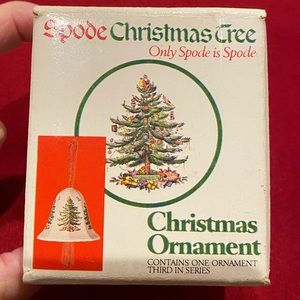 Spode Christmas Tree
Only Spode is Spode
Christmas
Ornament
CONTAINS ONE ORNAMENT
THIRD IN SERIES